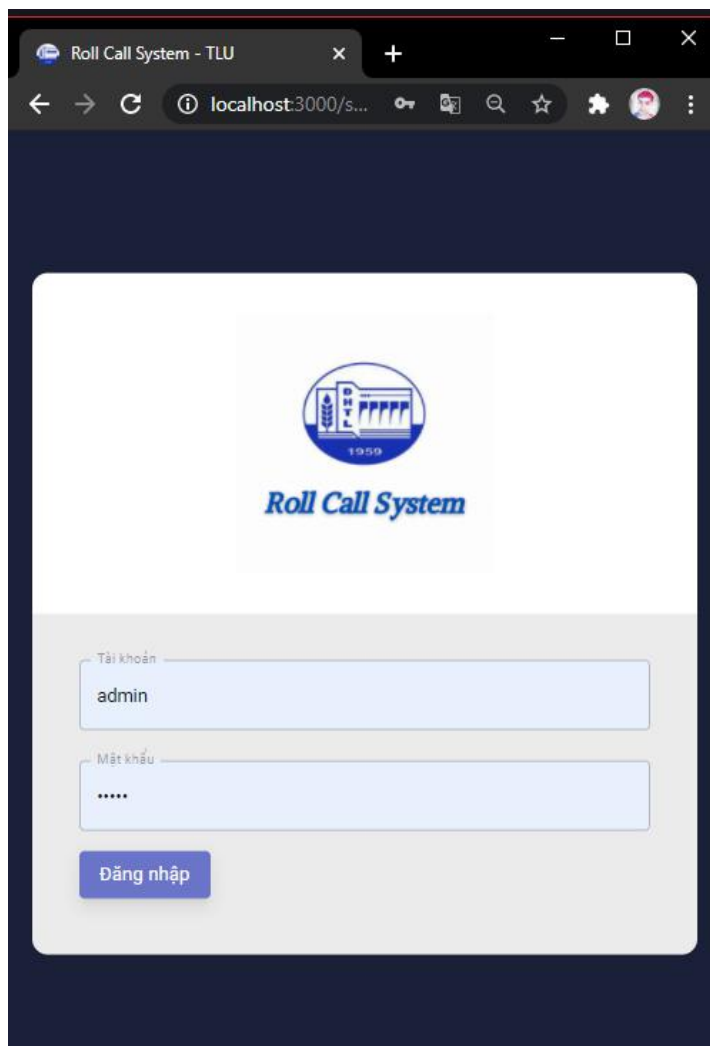 Roll Call System - TLU
localhost:3000/s...
ĐHTL
1959
Roll Call System
Tài khoản
admin
Mật khẩu
•••••
Đăng nhập